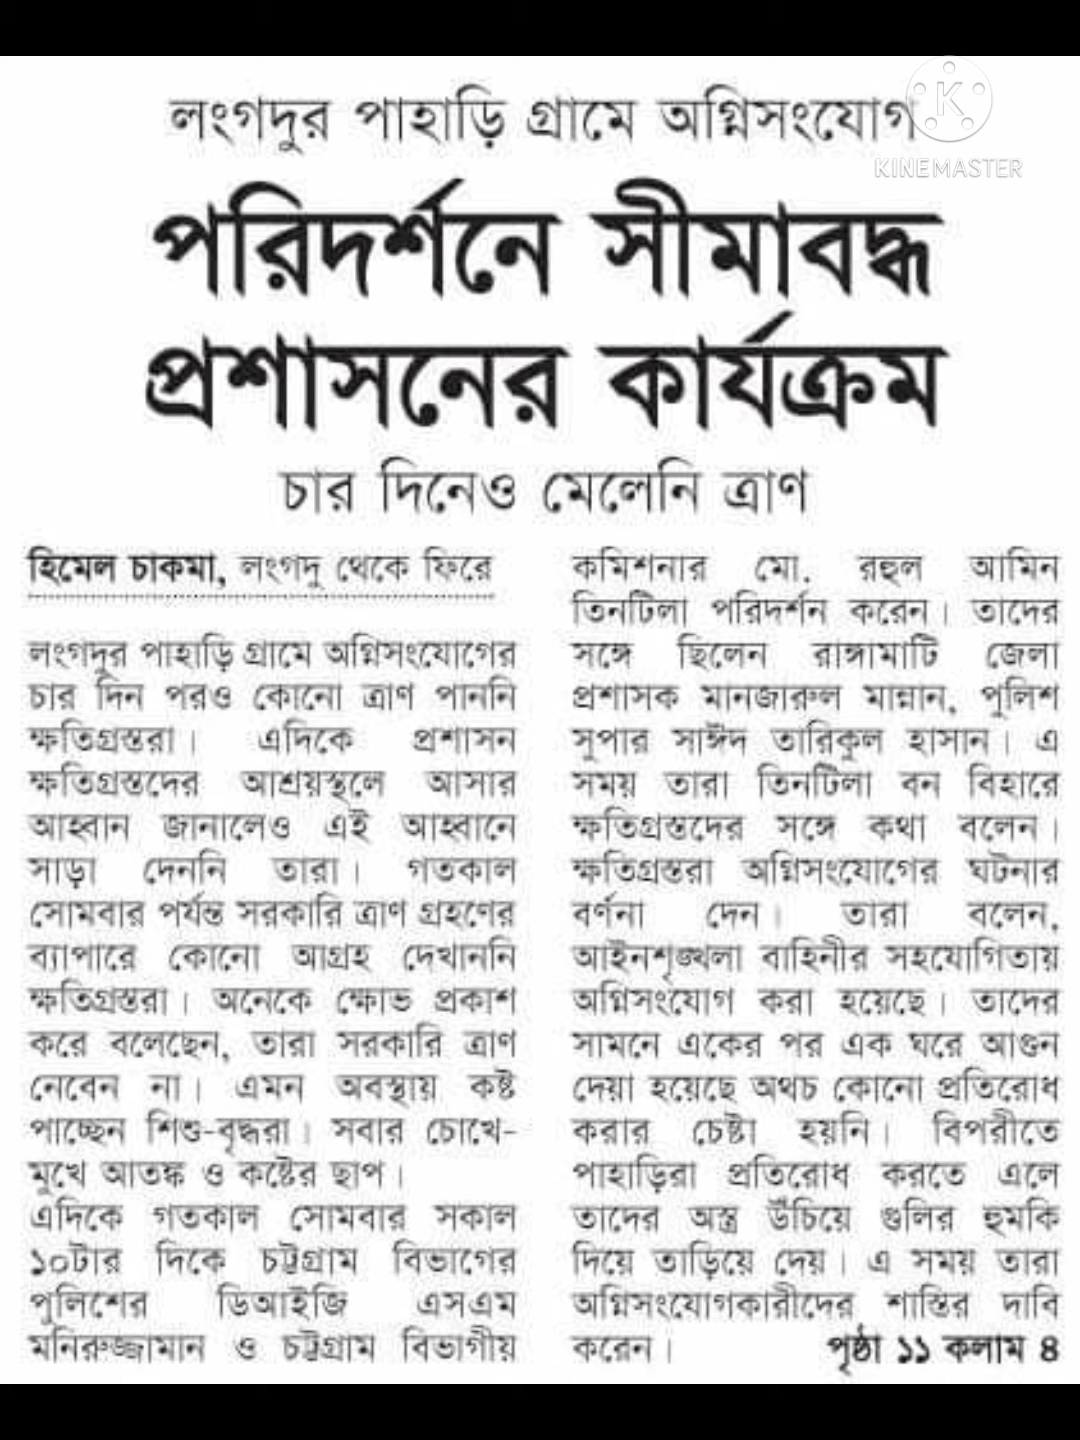 লংগদুর পাহাড়ি গ্রামে অগ্নিসংযোগ
KINEMASTER
পরিদর্শনে সীমাবদ্ধ
প্রশাসনের কার্যক্রম
চার দিনেও মেলেনি ত্রাণ
হিমেল চাকমা, লংগদু থেকে ফিরে
লংগদুর পাহাড়ি গ্রামে অগ্নিসংযোগের
চার দিন পরও কোনো ত্রাণ পাননি
ক্ষতিগ্রস্তরা। এদিকে প্রশাসন
ক্ষতিগ্রস্তদের আশ্রয়স্থলে আসার
আহ্বান জানালেও এই আহ্বানে
সাড়া দেননি তারা। গতকাল
সোমবার পর্যন্ত সরকারি ত্রাণ গ্রহণের
ব্যাপারে কোনো আগ্রহ দেখাননি
ক্ষতিগ্রস্তরা। অনেকে ক্ষোভ প্রকাশ
করে বলেছেন, তারা সরকারি ত্রাণ
নেবেন না। এমন অবস্থায় কষ্ট
পাচ্ছেন শিশু-বৃদ্ধরা। সবার চোখে-
মুখে আতঙ্ক ও কষ্টের ছাপ।
এদিকে গতকাল সোমবার সকাল
১০টার দিকে চট্টগ্রাম বিভাগের
পুলিশের ডিআইজি এসএম
মনিরুজ্জামান ও চট্টগ্রাম বিভাগীয়
কমিশনার মো. রহুল আমিন
তিনটিলা পরিদর্শন করেন। তাদের
সঙ্গে ছিলেন রাঙ্গামাটি জেলা
প্রশাসক মানজারুল মান্নান, পুলিশ
সুপার সাঈদ তারিকুল হাসান। এ
সময় তারা তিনটিলা বন বিহারে
ক্ষতিগ্রস্তদের সঙ্গে কথা বলেন।
ক্ষতিগ্রস্তরা অগ্নিসংযোগের ঘটনার
বর্ণনা দেন। তারা বলেন,
আইনশৃঙ্খলা বাহিনীর সহযোগিতায়
অগ্নিসংযোগ করা হয়েছে। তাদের
সামনে একের পর এক ঘরে আগুন
দেয়া হয়েছে অথচ কোনো প্রতিরোধ
করার চেষ্টা হয়নি। বিপরীতে
পাহাড়িরা প্রতিরোধ করতে এলে
তাদের অস্ত্র উঁচিয়ে গুলির হুমকি
দিয়ে তাড়িয়ে দেয়। এ সময় তারা
অগ্নিসংযোগকারীদের শাস্তির দাবি
করেন। পৃষ্ঠা ১১ কলাম ৪